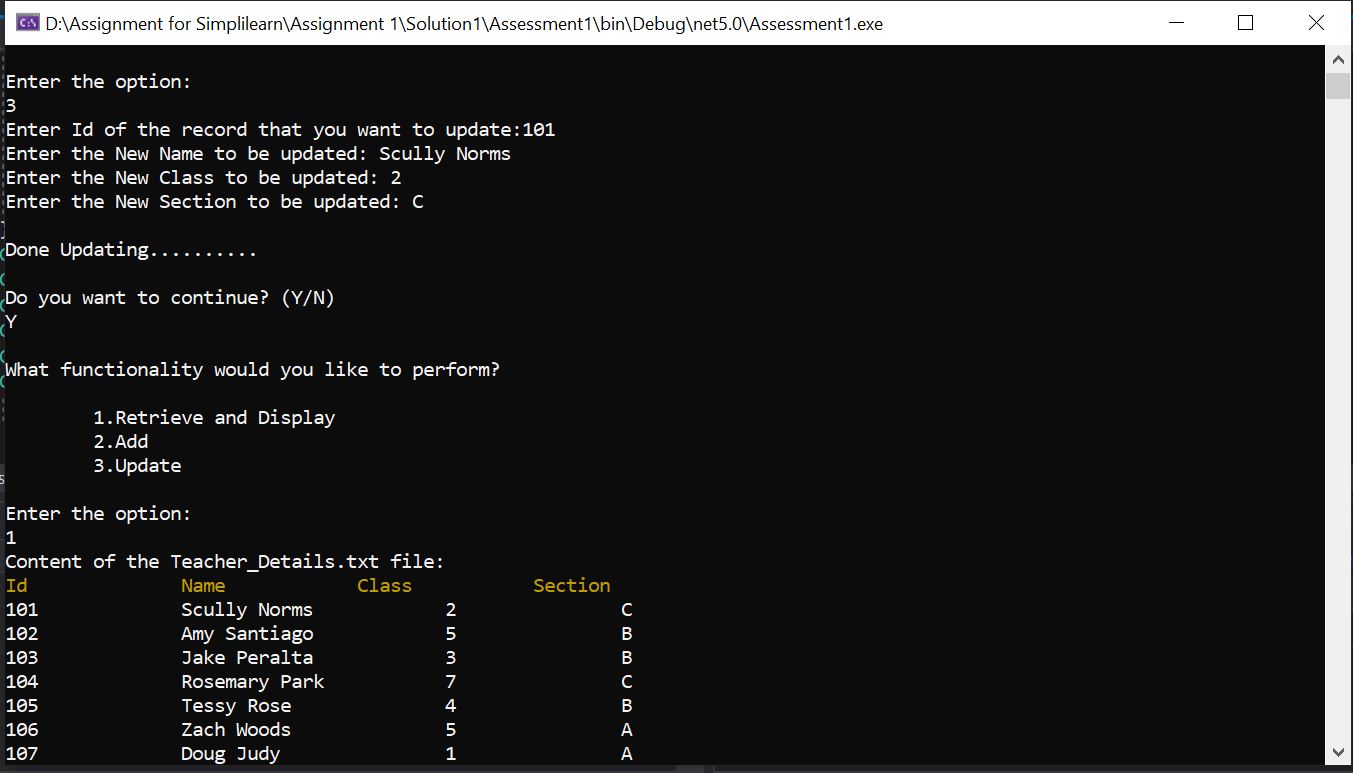 D:\Assignment for Simplilearn\Assignment 1\Solution1\Assessment1\bin\Debug\net5.0\Assessment1.exe
Enter the option:
3
Enter Id of the record that you want to update:101
Enter the New Name to be updated: Scully Norms
Enter the New Class to be updated: 2
Enter the New Section to be updated: C
Done Updating..........
Do you want to continue? (Y/N)
Y
What functionality would you like to perform?
1.Retrieve and Display
2.Add
3.Update
Enter the option:
1
Content of the Teacher_Details.txt file:
Id Name Class Section
101 Scully Norms 2 C
102 Amy Santiago 5 B
103 Jake Peralta 3 B
104 Rosemary Park 7 C
105 Tessy Rose 4 B
106 Zach Woods 5 A
107 Doug Judy 1 A